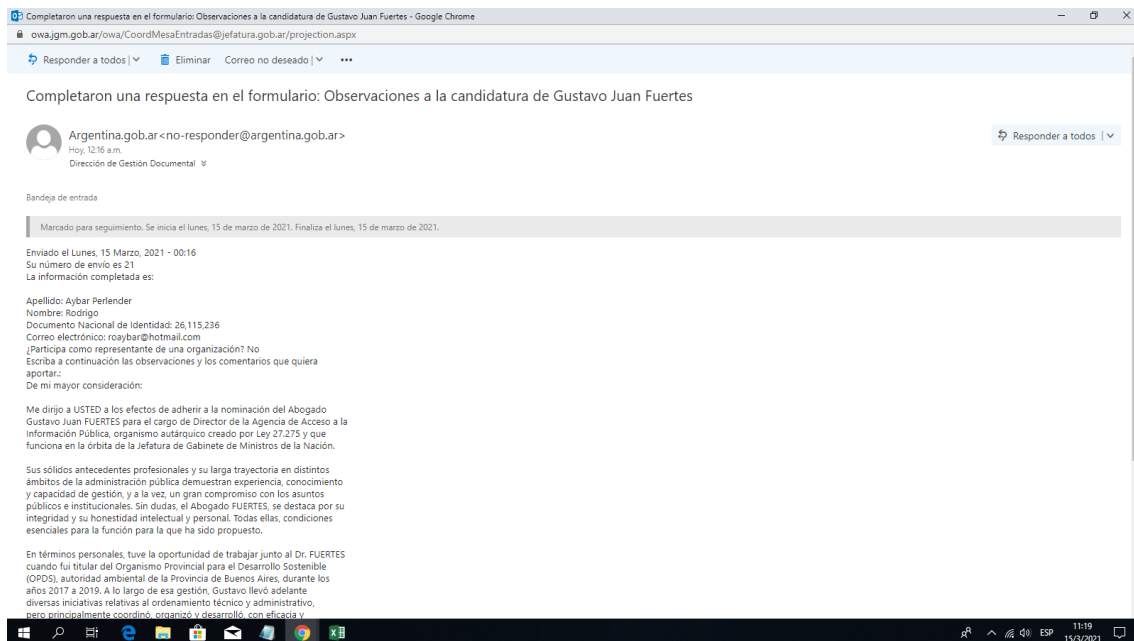 Completaron una respuesta en el formulario: Observaciones a la candidatura de Gustavo Juan Fuertes - Google Chrome
owa.jgm.gob.ar/owa/CoordMesaEntradas@jefatura.gob.ar/projection.aspx
Responder a todos | Eliminar Correo no deseado | •••
Completaron una respuesta en el formulario: Observaciones a la candidatura de Gustavo Juan Fuertes
Argentina.gob.ar<no-responder@argentina.gob.ar>
Responder a todos |
Hoy, 12:16 a.m.
Dirección de Gestión Documental
Bandeja de entrada
Marcado para seguimiento. Se inicia el lunes, 15 de marzo de 2021. Finaliza el lunes, 15 de marzo de 2021.
Enviado el Lunes, 15 Marzo, 2021 - 00:16
Su número de envío es 21
La información completada es:
Apellido: Aybar Perlender
Nombre: Rodrigo
Documento Nacional de Identidad: 26,115,236
Correo electrónico: roaybar@hotmail.com
¿Participa como representante de una organización? No
Escriba a continuación las observaciones y los comentarios que quiera
aportar.:
De mi mayor consideración:
Me dirijo a USTED a los efectos de adherir a la nominación del Abogado
Gustavo Juan FUERTES para el cargo de Director de la Agencia de Acceso a la
Información Pública, organismo autárquico creado por Ley 27.275 y que
funciona en la órbita de la Jefatura de Gabinete de Ministros de la Nación.
Sus sólidos antecedentes profesionales y su larga trayectoria en distintos
ámbitos de la administración pública demuestran experiencia, conocimiento
y capacidad de gestión, y a la vez, un gran compromiso con los asuntos
públicos e institucionales. Sin dudas, el Abogado FUERTES, se destaca por su
integridad y su honestidad intelectual y personal. Todas ellas, condiciones
esenciales para la función para la que ha sido propuesto.
En términos personales, tuve la oportunidad de trabajar junto al Dr. FUERTES
cuando fui titular del Organismo Provincial para el Desarrollo Sostenible
(OPDS), autoridad ambiental de la Provincia de Buenos Aires, durante los
años 2017 a 2019. A lo largo de esa gestión, Gustavo llevó adelante
diversas iniciativas relativas al ordenamiento técnico y administrativo,
pero principalmente coordinó, organizó y desarrolló, con eficacia y
ESP
11:19
15/3/2021